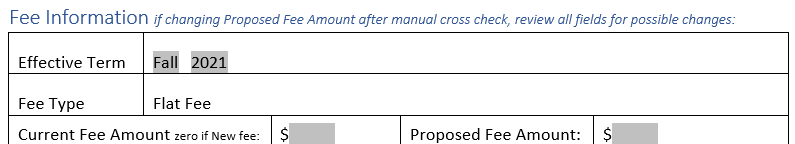 Fee Information if changing Proposed Fee Amount after manual cross check, review all fields for possible changes:
Effective Term Fall 2021
Fee Type Flat Fee
Current Fee Amount zero if New fee: $ Proposed Fee Amount: $